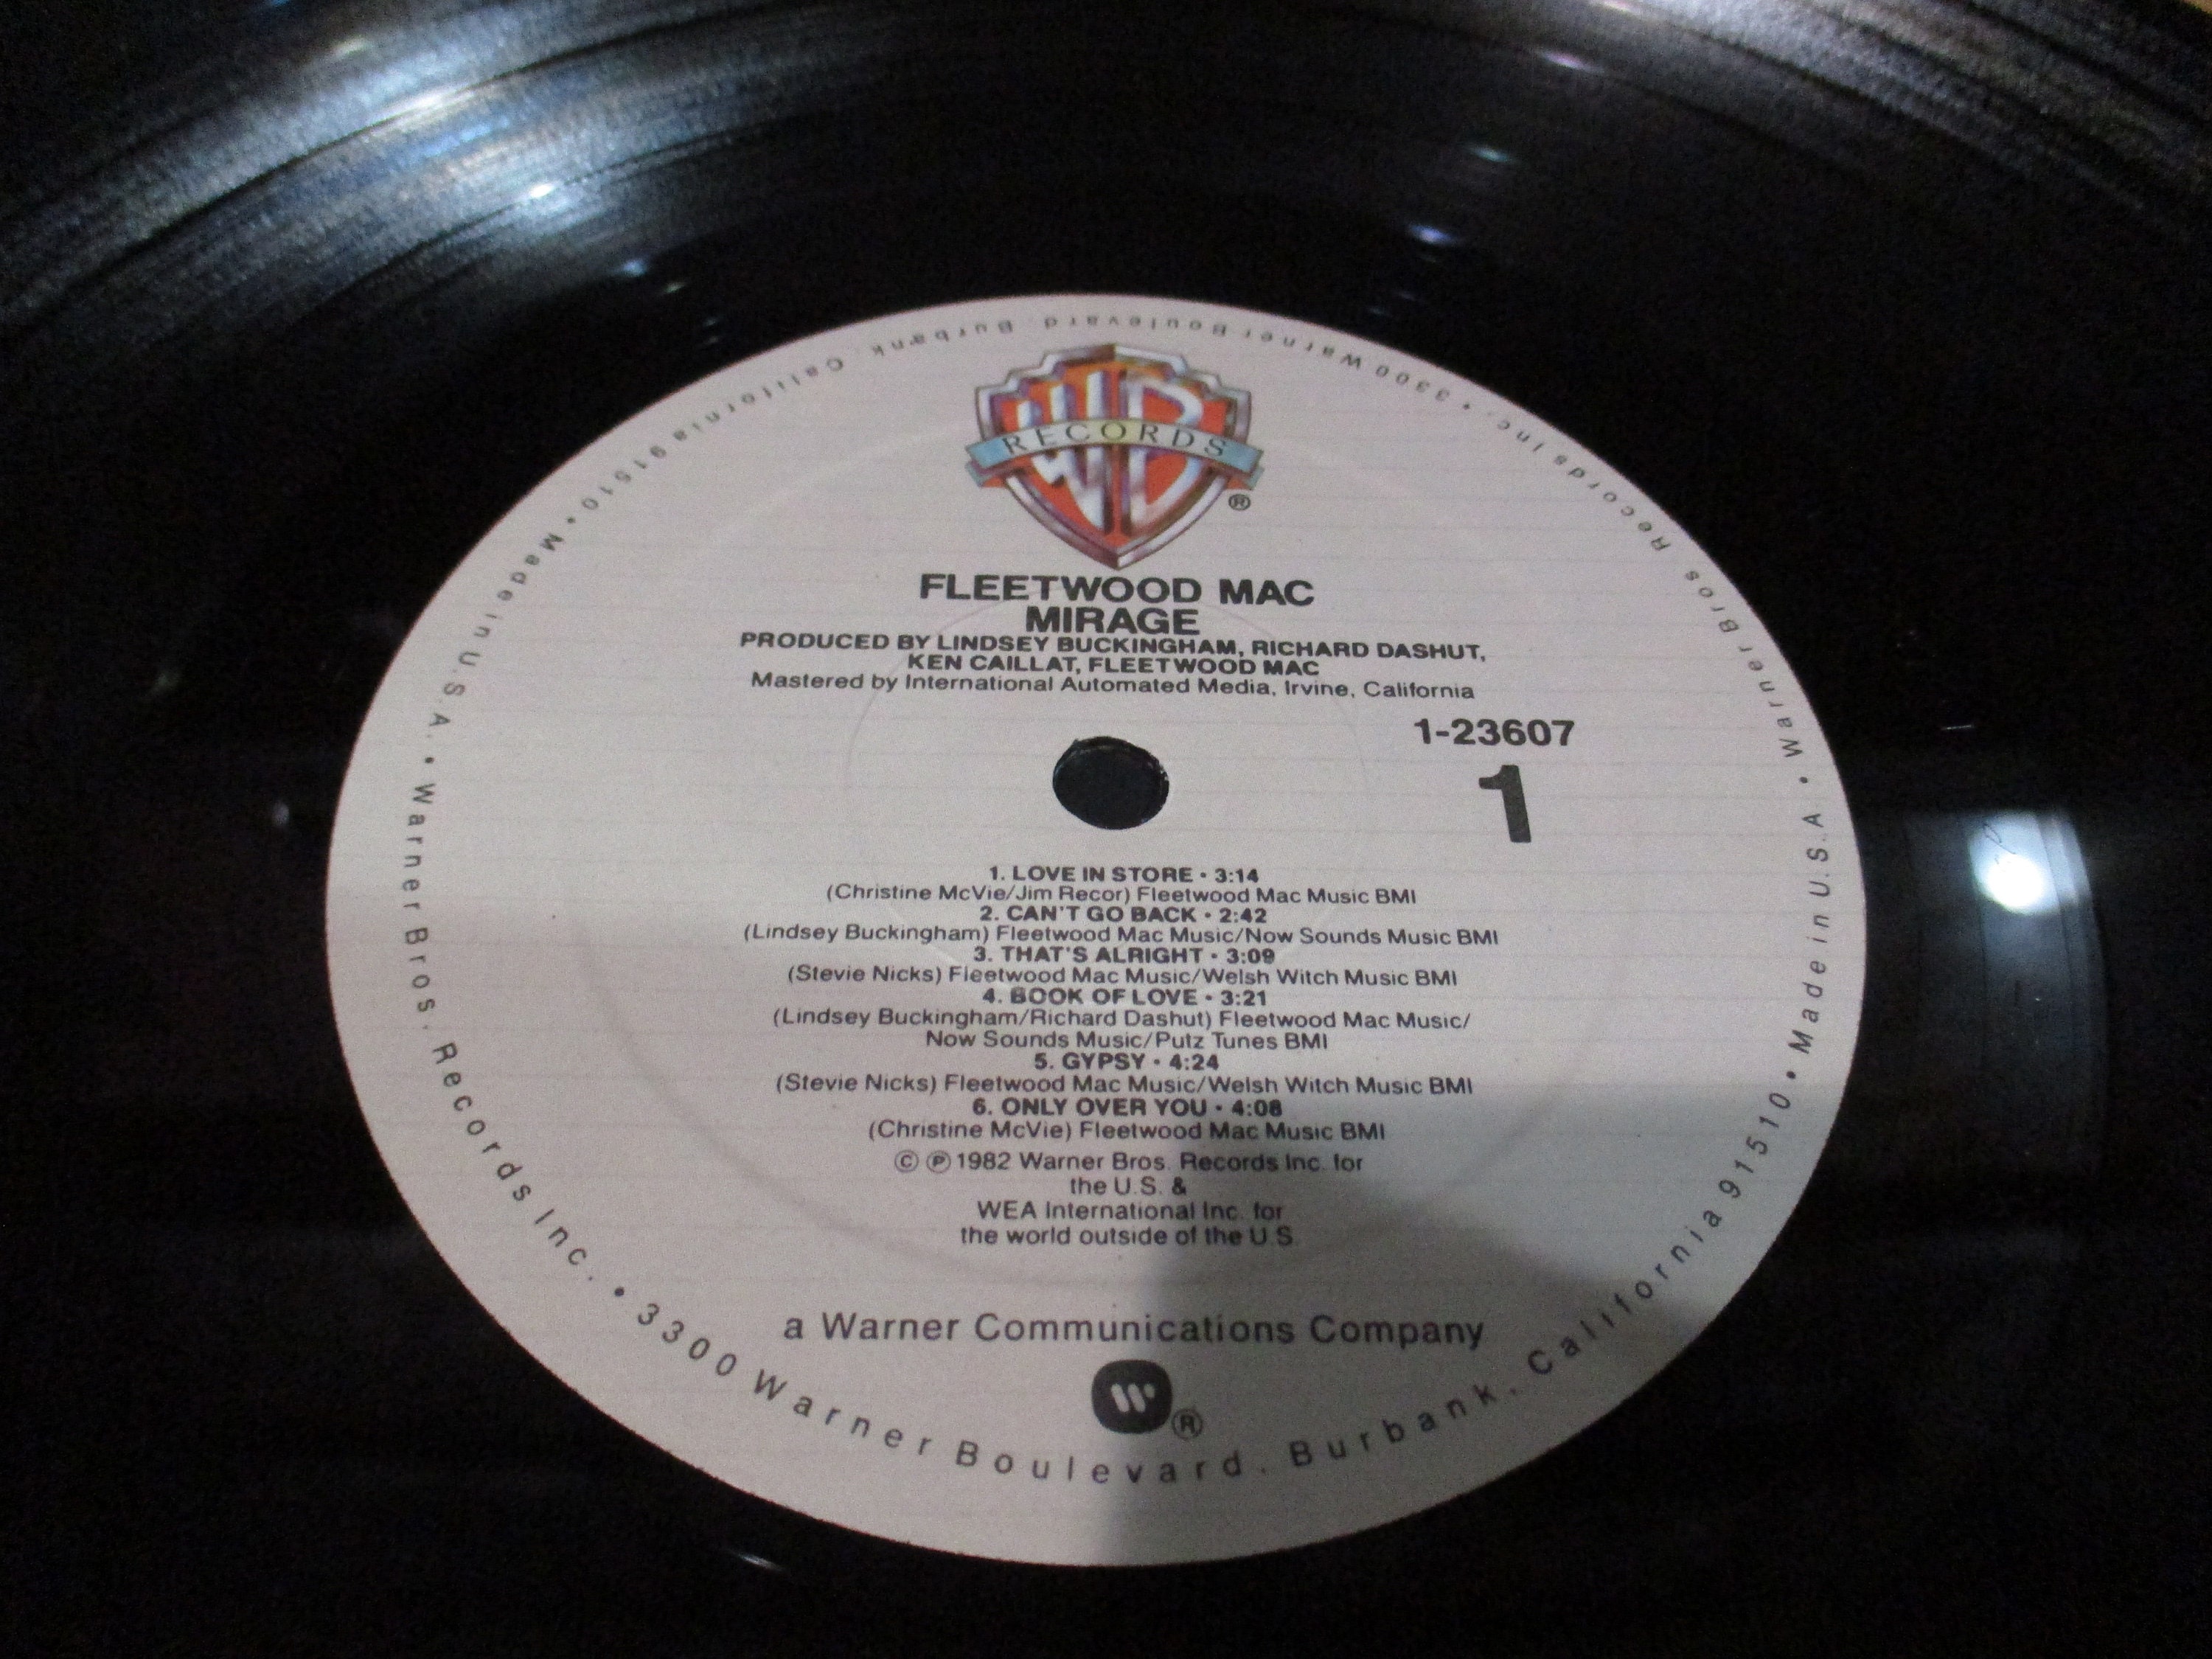 WB
RECORDS
®
FLEETWOOD MAC
MIRAGE
PRODUCED BY LINDSEY BUCKINGHAM, RICHARD DASHUT,
KEN CAILLAT, FLEETWOOD MAC
Mastered by International Automated Media, Irvine, California
1-23607
1
1. LOVE IN STORE • 3:14
(Christine McVie/Jim Recor) Fleetwood Mac Music BMI
2. CAN'T GO BACK • 2:42
(Lindsey Buckingham) Fleetwood Mac Music/Now Sounds Music BMI
3. THAT'S ALRIGHT • 3:09
(Stevie Nicks) Fleetwood Mac Music/Welsh Witch Music BMI
4. BOOK OF LOVE • 3:21
(Lindsey Buckingham/Richard Dashut) Fleetwood Mac Music/
Now Sounds Music/Putz Tunes BMI
5. GYPSY • 4:24
(Stevie Nicks) Fleetwood Mac Music/Welsh Witch Music BMI
6. ONLY OVER YOU • 4:08
(Christine McVie) Fleetwood Mac Music BMI
© ℗ 1982 Warner Bros. Records Inc. for
the U.S. &
WEA International Inc. for
the world outside of the U.S.
a Warner Communications Company
W ®
Warner Bros. Records Inc. • 3300 Warner Boulevard, Burbank, California 91510 • Made in U.S.A. •
Warner Bros. Records Inc. • 3300 Warner Boulevard, Burbank, California 91510 • Made in U.S.A. •